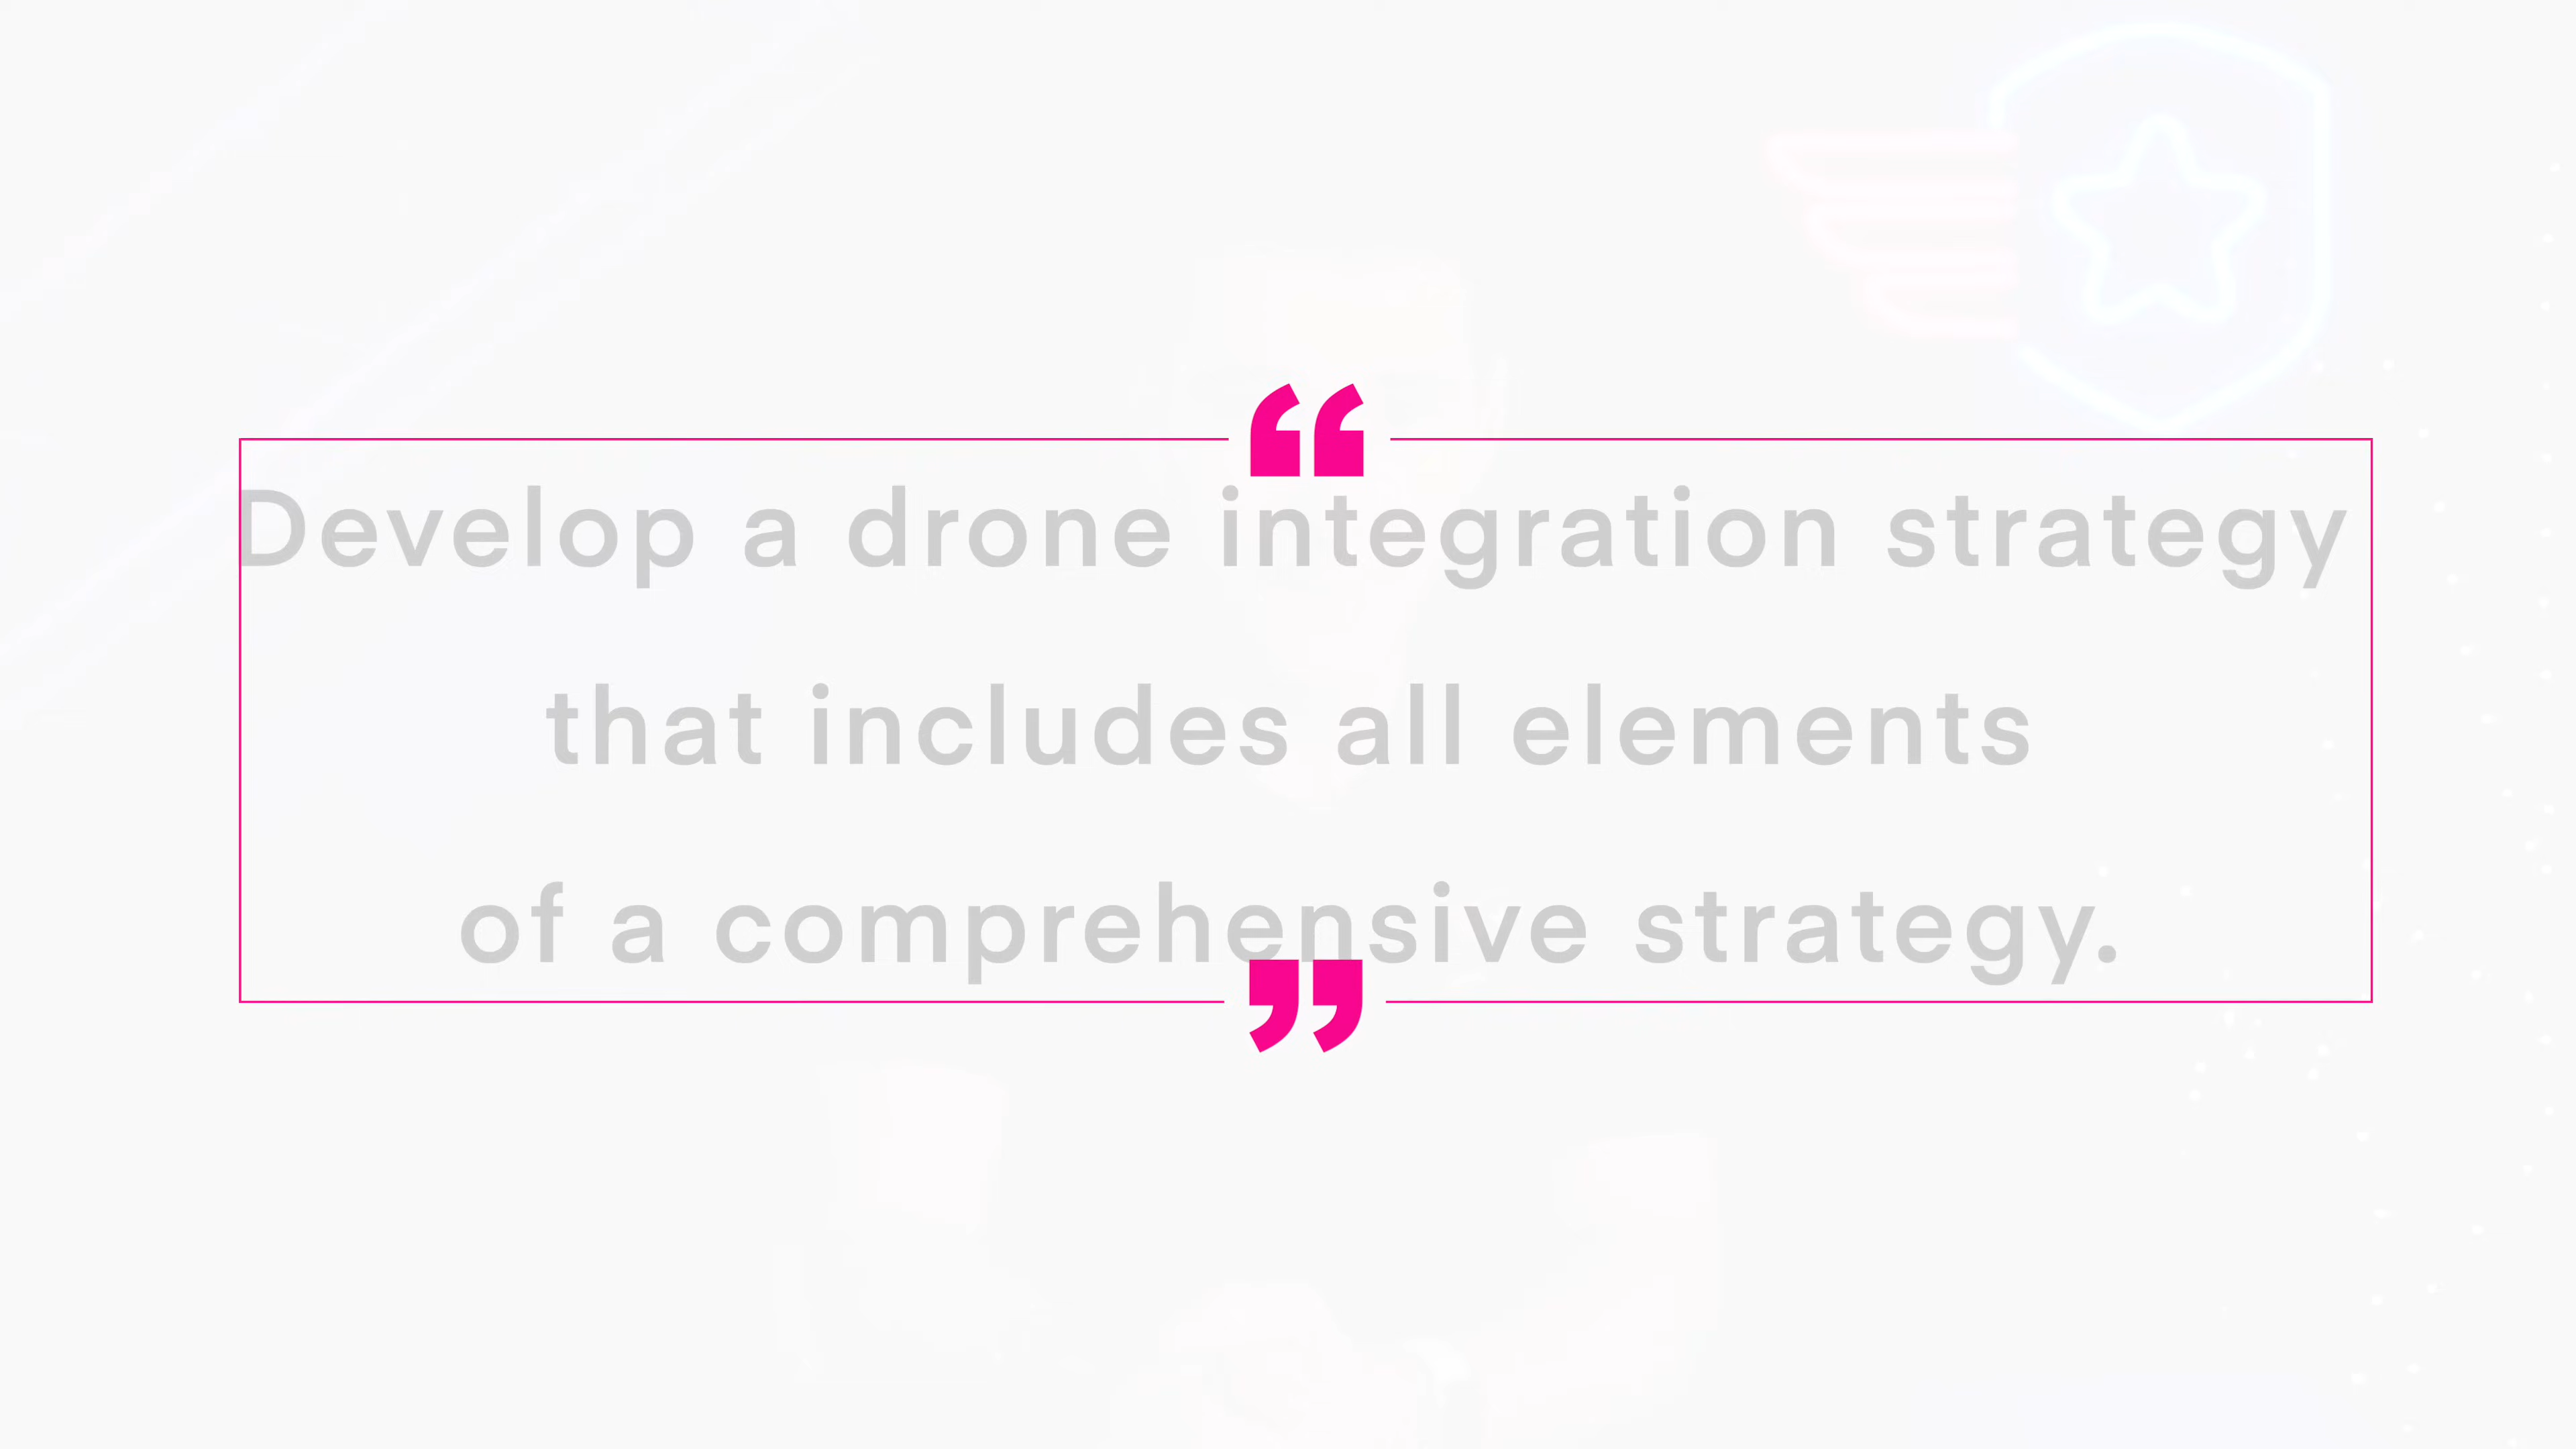 “
Develop a drone integration strategy
that includes all elements
of a comprehensive strategy.
”